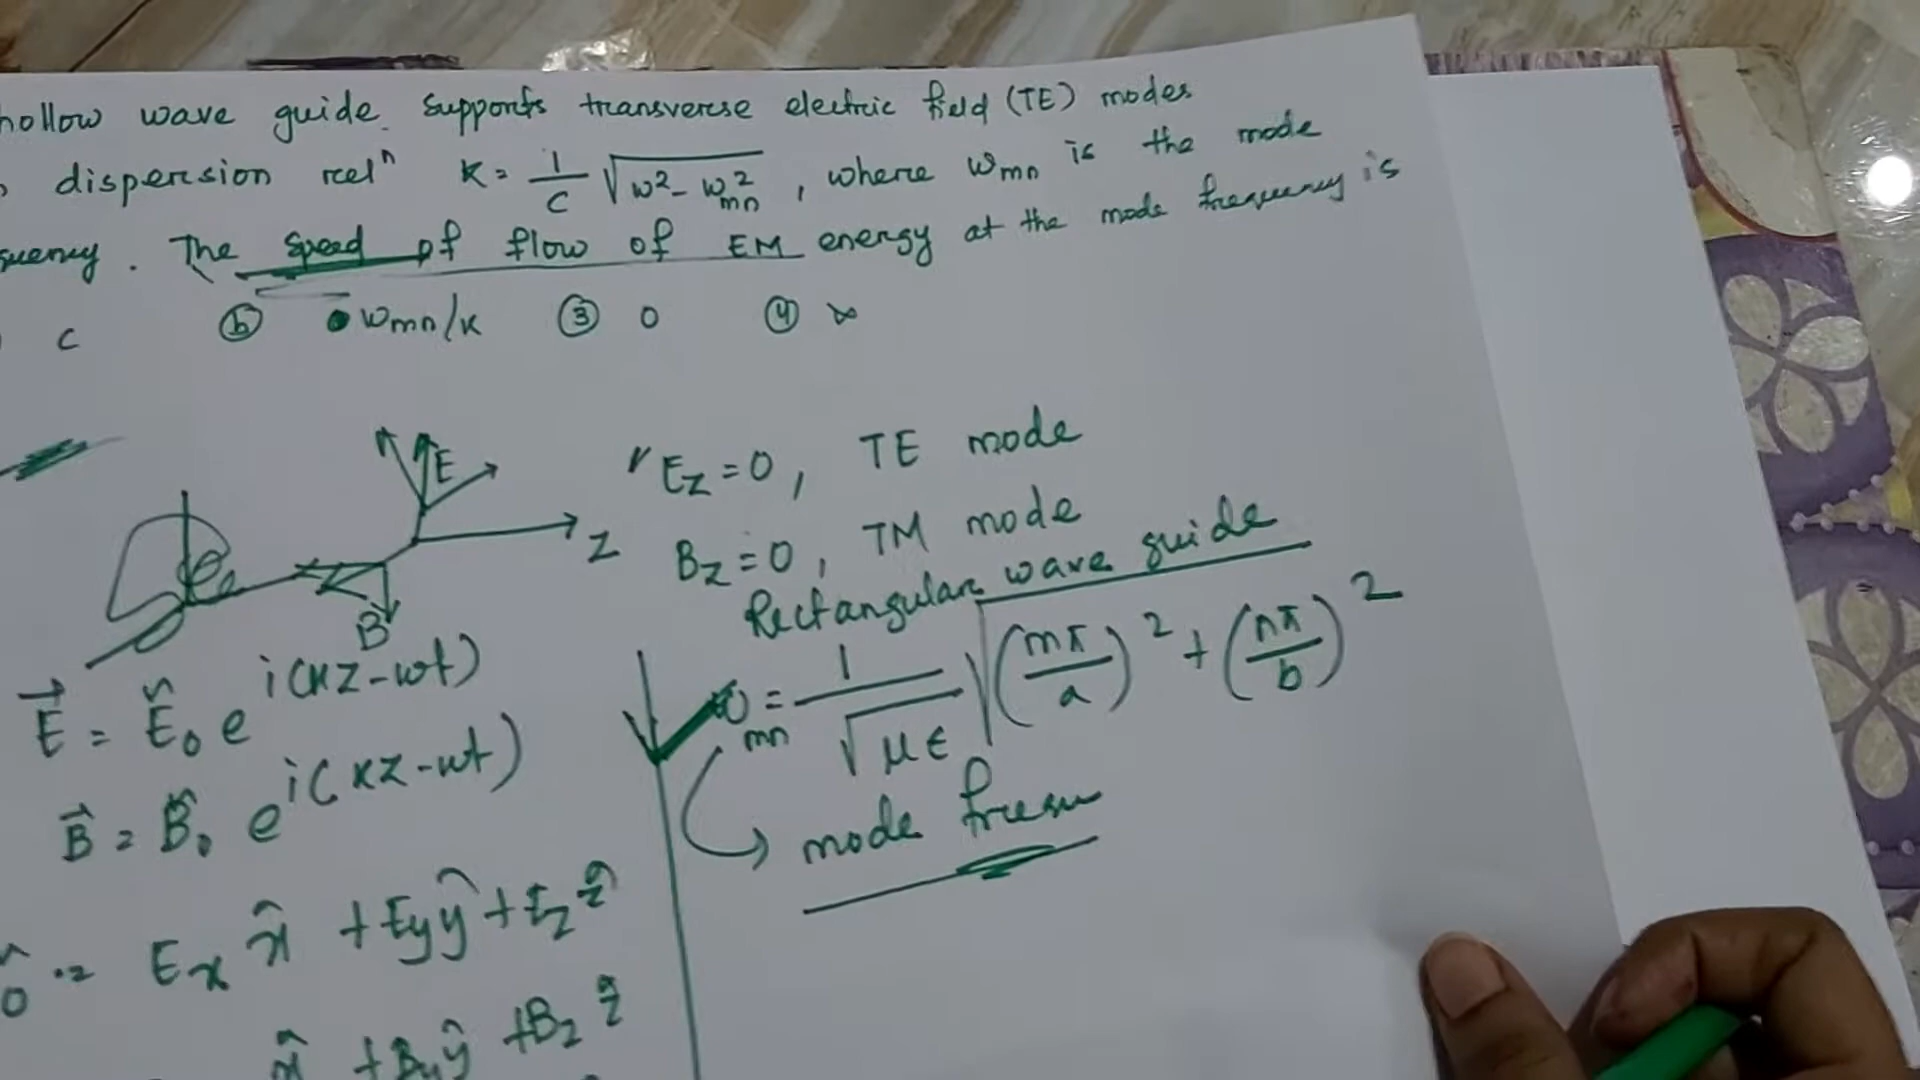 hollow wave guide supports transverse electric field (TE) modes
dispersion relⁿ K = 1/c √(ω² - ω²mn), where ωmn is the mode
quency. The speed of flow of EM energy at the mode frequency is
c (b) ωmn/K (3) 0 (4) ∞
E
Z
B
Ez = 0, TE mode
Bz = 0, TM mode
Rectangular wave guide
ωmn = 1/√με √((mπ/a)² + (nπ/b)²)
mode frequ
E⃗ = Ê₀ e^i(kz-ωt)
B⃗ = B̂₀ e^i(kz-ωt)
0 = Ex x̂ + Ey ŷ + Ez ẑ
x̂ + By ŷ + Bz ẑ